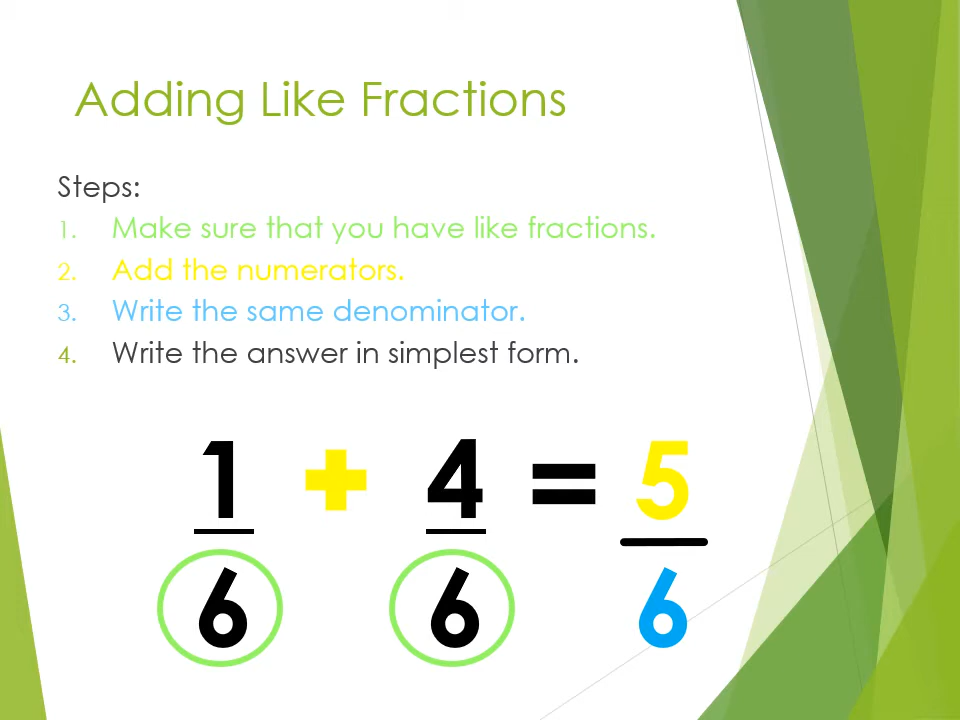 Adding Like Fractions
Steps:
1. Make sure that you have like fractions.
2. Add the numerators.
3. Write the same denominator.
4. Write the answer in simplest form.
1 + 4 = 5
6 6 6